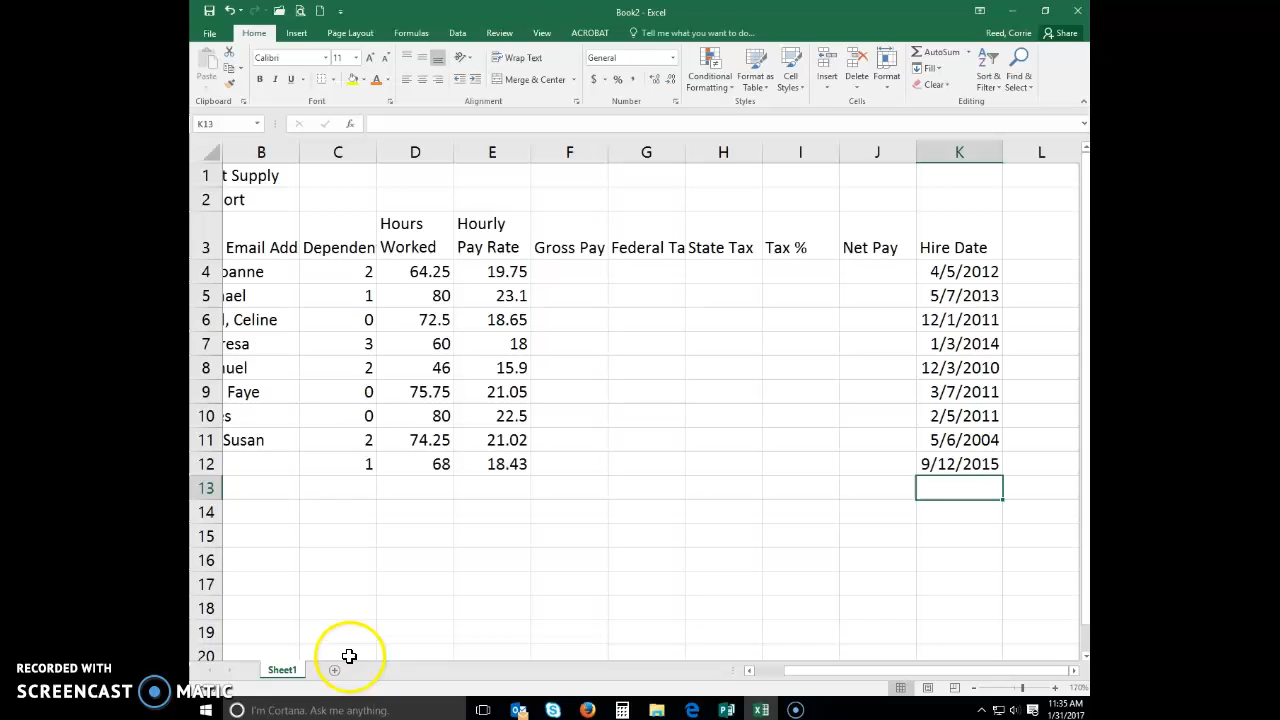 Book2 - Excel
File Home Insert Page Layout Formulas Data Review View ACROBAT Tell me what you want to do... Reed, Corrie Share
Calibri 11 Wrap Text General AutoSum
Paste B I U Merge & Center $ % , Conditional Formatting Format as Table Cell Styles Insert Delete Format Fill Clear Sort & Filter Find & Select
Clipboard Font Alignment Number Styles Cells Editing
K13 fx
B C D E F G H I J K L
1 t Supply
2 ort
3 Email Add Dependen Hours Worked Hourly Pay Rate Gross Pay Federal Ta State Tax Tax % Net Pay Hire Date
4 anne 2 64.25 19.75 4/5/2012
5 ael 1 80 23.1 5/7/2013
6 , Celine 0 72.5 18.65 12/1/2011
7 resa 3 60 18 1/3/2014
8 uel 2 46 15.9 12/3/2010
9 Faye 0 75.75 21.05 3/7/2011
10 s 0 80 22.5 2/5/2011
11 Susan 2 74.25 21.02 5/6/2004
12 1 68 18.43 9/12/2015
13
14
15
16
17
18
19
20
Sheet1
170%
RECORDED WITH
SCREENCAST MATIC
I'm Cortana. Ask me anything.
11:35 AM
1/31/2017